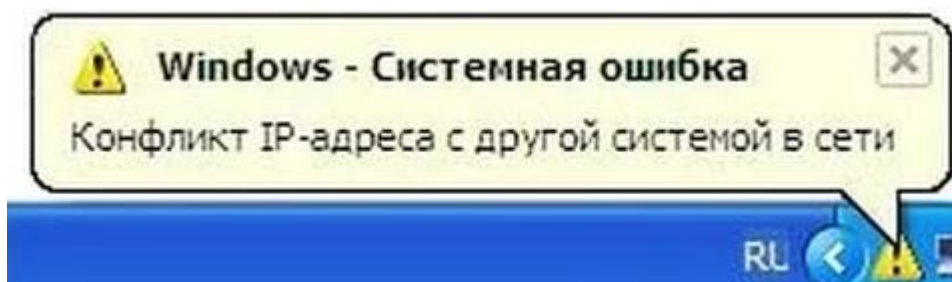 Windows - Системная ошибка
Конфликт IP-адреса с другой системой в сети
RU